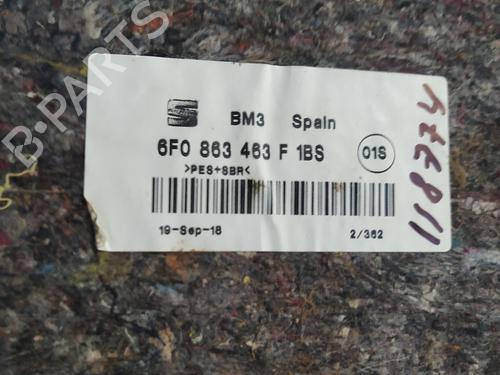 B-PARTS
BM3 Spain
6F0 863 463 F 1BS
01S
>PES+SBR<
19-Sep-18
2/362
118774